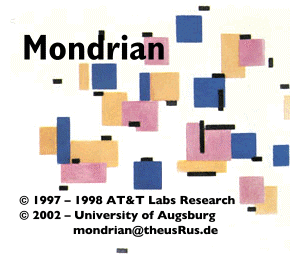 Mondrian
© 1997 – 1998 AT&T Labs Research
© 2002 – University of Augsburg
mondrian@theusRus.de